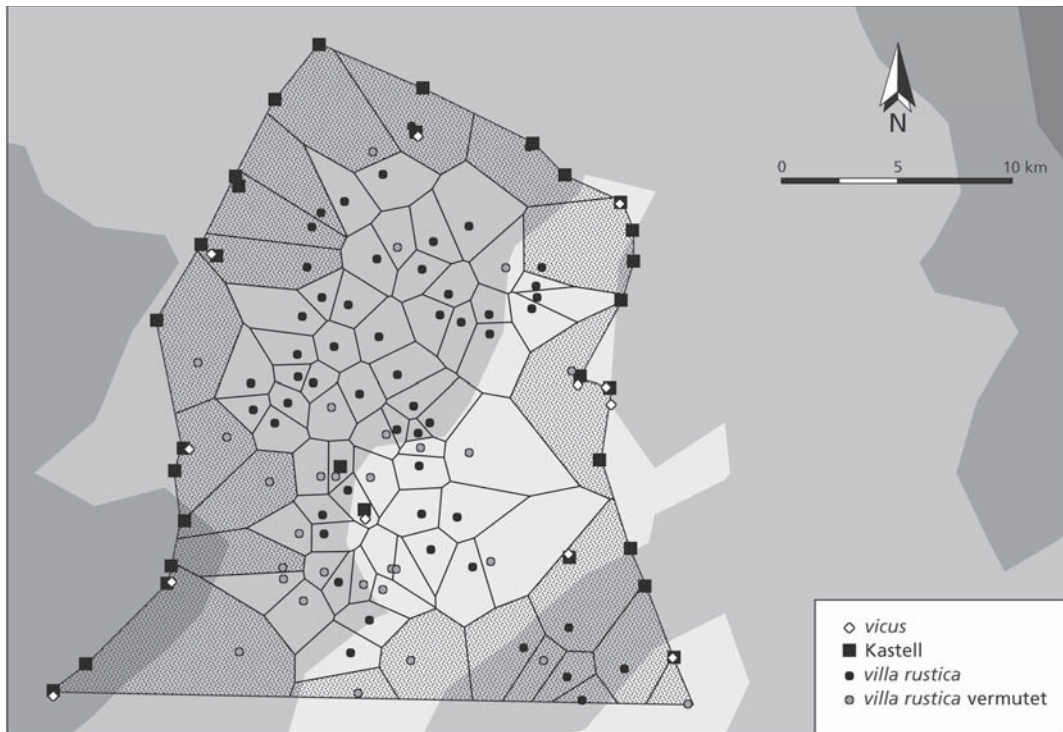 N
0 5 10 km
vicus
Kastell
villa rustica
villa rustica vermutet